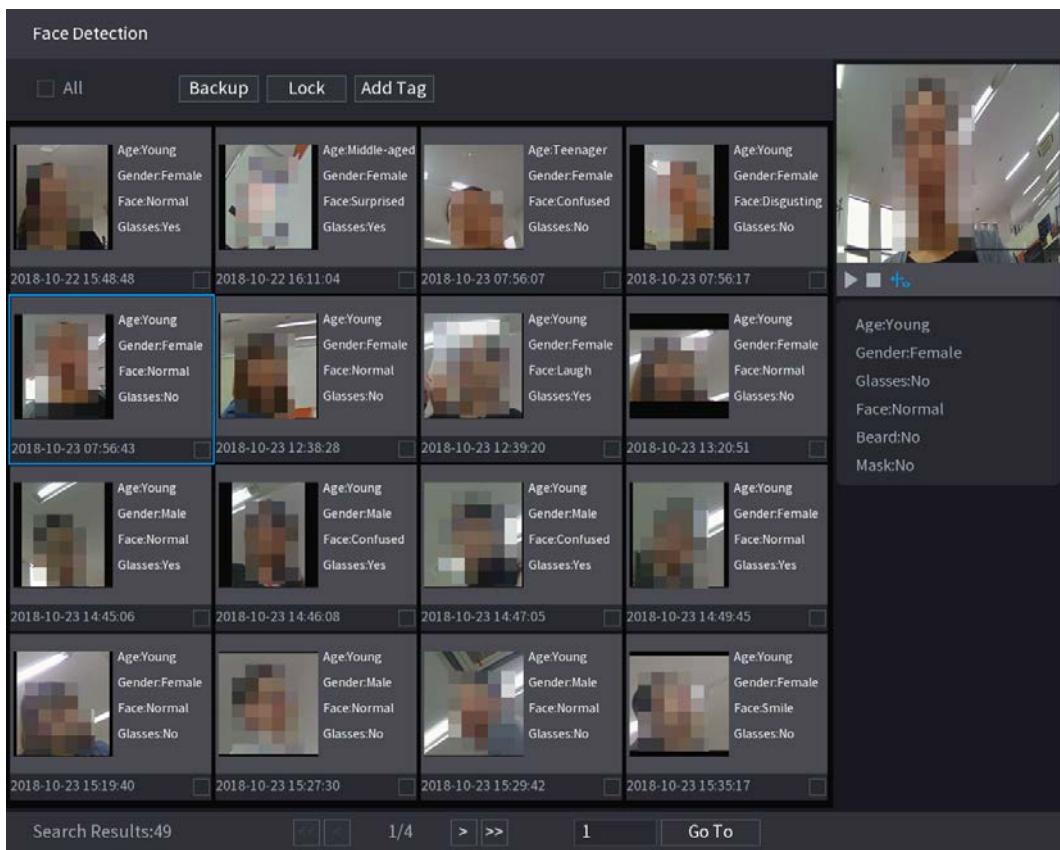 Face Detection
All
Backup
Lock
Add Tag
Age:Young
Gender:Female
Face:Normal
Glasses:Yes
2018-10-22 15:48:48
Age:Middle-aged
Gender:Female
Face:Surprised
Glasses:Yes
2018-10-22 16:11:04
Age:Teenager
Gender:Female
Face:Confused
Glasses:No
2018-10-23 07:56:07
Age:Young
Gender:Female
Face:Disgusting
Glasses:No
2018-10-23 07:56:17
Age:Young
Gender:Female
Face:Normal
Glasses:No
2018-10-23 07:56:43
Age:Young
Gender:Female
Face:Normal
Glasses:No
2018-10-23 12:38:28
Age:Young
Gender:Female
Face:Laugh
Glasses:Yes
2018-10-23 12:39:20
Age:Young
Gender:Female
Face:Normal
Glasses:No
2018-10-23 13:20:51
Age:Young
Gender:Male
Face:Normal
Glasses:Yes
2018-10-23 14:45:06
Age:Young
Gender:Male
Face:Confused
Glasses:Yes
2018-10-23 14:46:08
Age:Young
Gender:Male
Face:Confused
Glasses:Yes
2018-10-23 14:47:05
Age:Young
Gender:Female
Face:Normal
Glasses:Yes
2018-10-23 14:49:45
Age:Young
Gender:Female
Face:Normal
Glasses:No
2018-10-23 15:19:40
Age:Young
Gender:Male
Face:Normal
Glasses:No
2018-10-23 15:27:30
Age:Young
Gender:Male
Face:Normal
Glasses:No
2018-10-23 15:29:42
Age:Young
Gender:Female
Face:Smile
Glasses:No
2018-10-23 15:35:17
Age:Young
Gender:Female
Glasses:No
Face:Normal
Beard:No
Mask:No
Search Results:49
<< < 1/4 > >> 1 Go To